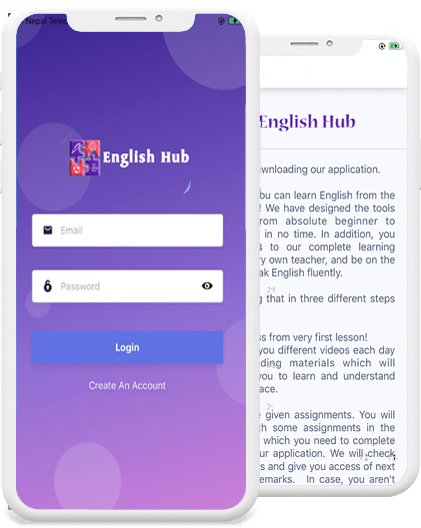 Nepal Telec
English Hub
Email
Password
Login
Create An Account
English Hub
ownloading our application.
ou can learn English from the
! We have designed the tools
rom absolute beginner to
in no time. In addition, you
s to our complete learning
ry own teacher, and be on the
ak English fluently.
g that in three different steps
ss from very first lesson!
you different videos each day
ding materials which will
you to learn and understand
ace.
e given assignments. You will
th some assignments in the
which you need to complete
ur application. We will check
s and give you access of next
emarks. In case, you aren't